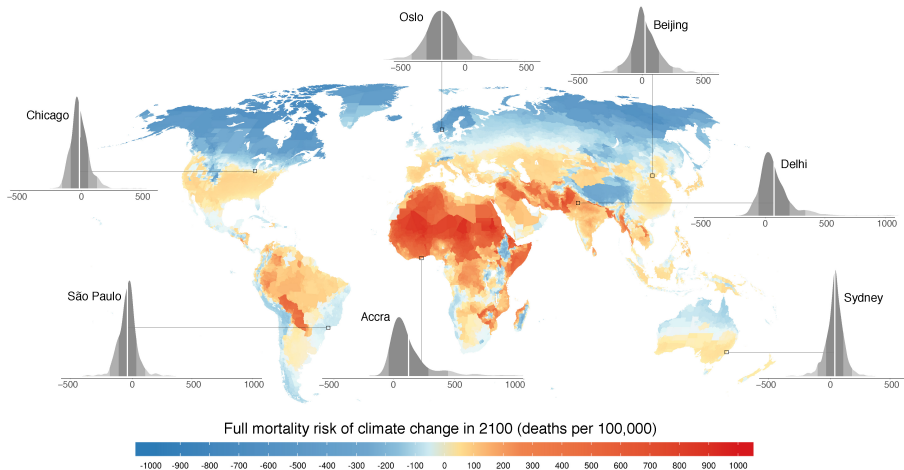 Oslo
-500 0 500
Beijing
-500 0 500
Chicago
-500 0 500
Delhi
-500 0 500 1000
São Paulo
-500 0 500 1000
Accra
-500 0 500 1000
Sydney
-500 0 500
Full mortality risk of climate change in 2100 (deaths per 100,000)
-1000 -900 -800 -700 -600 -500 -400 -300 -200 -100 0 100 200 300 400 500 600 700 800 900 1000